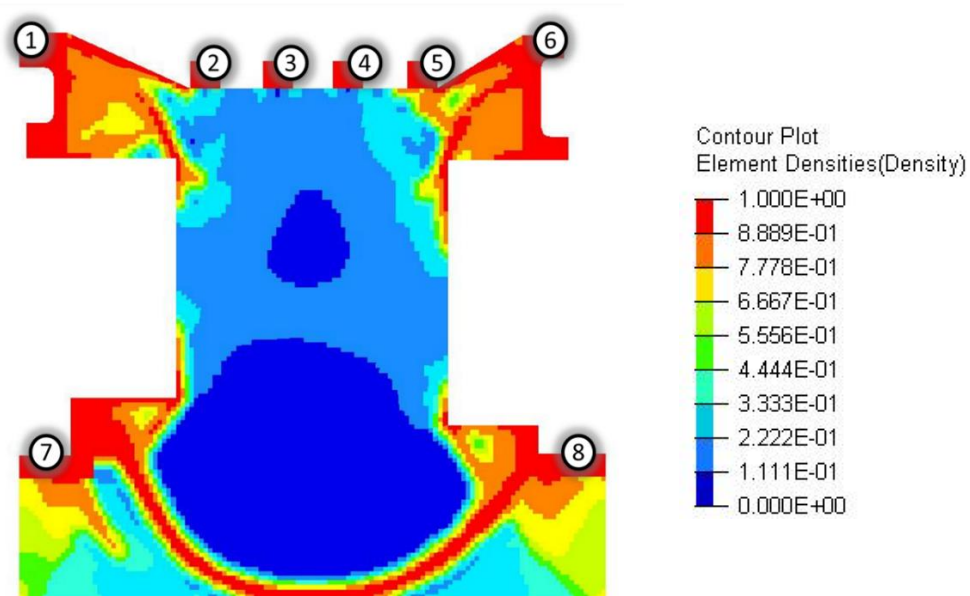 1
6
2
3
4
5
7
8
Contour Plot
Element Densities(Density)
1.000E+00
8.889E-01
7.778E-01
6.667E-01
5.556E-01
4.444E-01
3.333E-01
2.222E-01
1.111E-01
0.000E+00